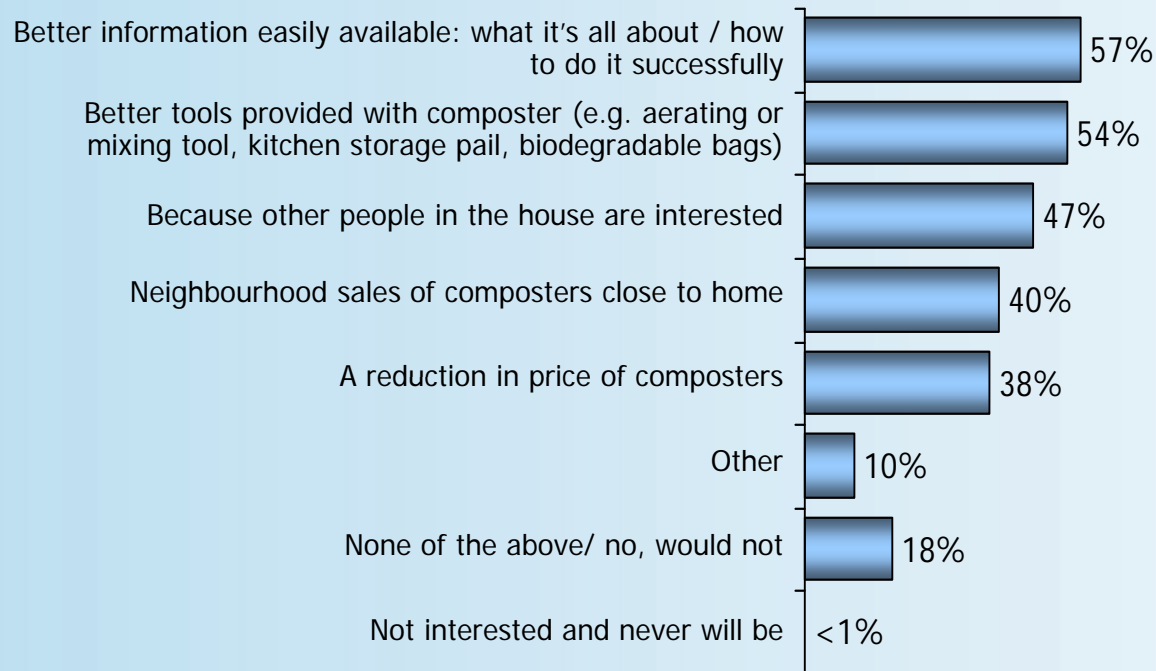 Better information easily available: what it's all about / how
to do it successfully
57%
Better tools provided with composter (e.g. aerating or
mixing tool, kitchen storage pail, biodegradable bags)
54%
Because other people in the house are interested
47%
Neighbourhood sales of composters close to home
40%
A reduction in price of composters
38%
Other
10%
None of the above/ no, would not
18%
Not interested and never will be
<1%